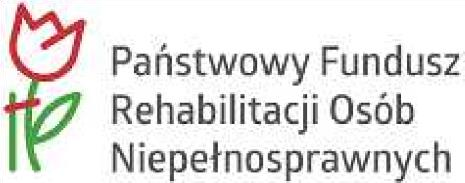 Państwowy Fundusz
Rehabilitacji Osób
Niepełnosprawnych